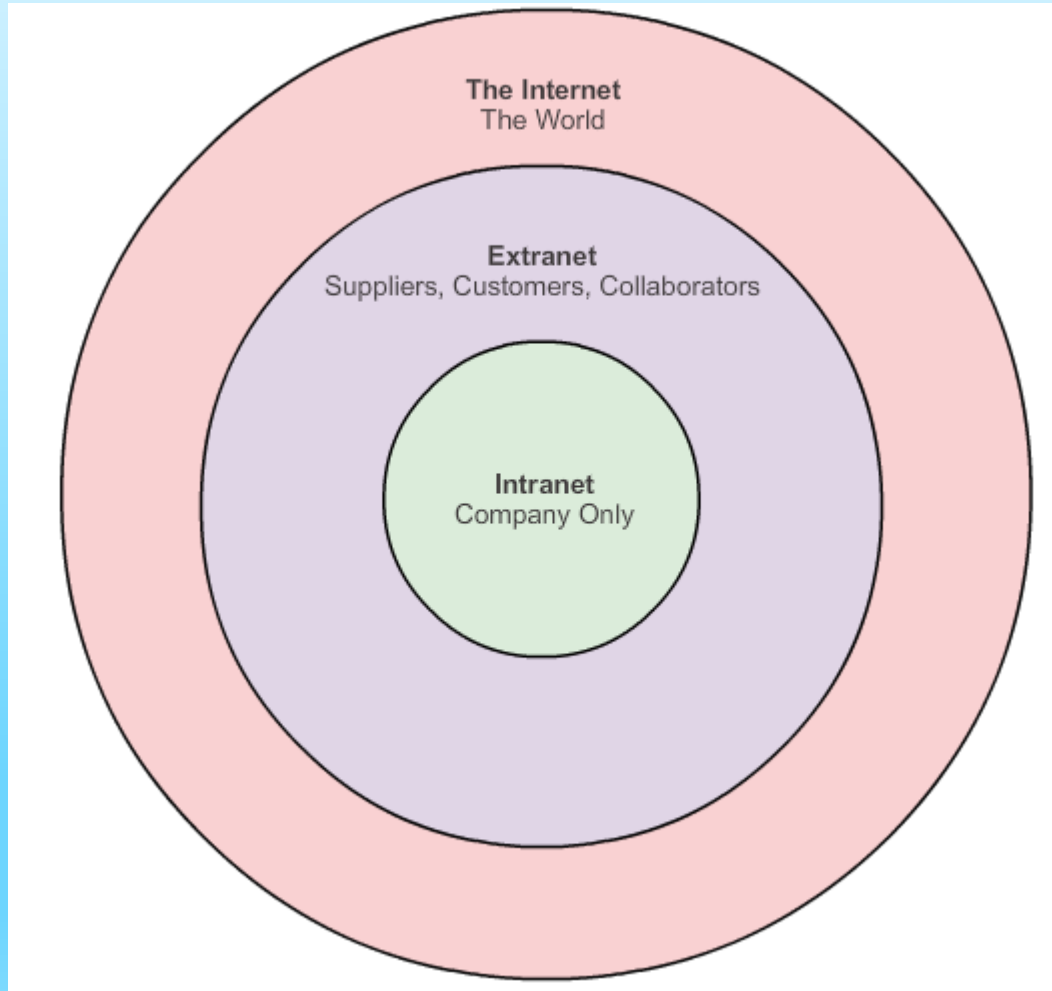 The Internet
The World
Extranet
Suppliers, Customers, Collaborators
Intranet
Company Only